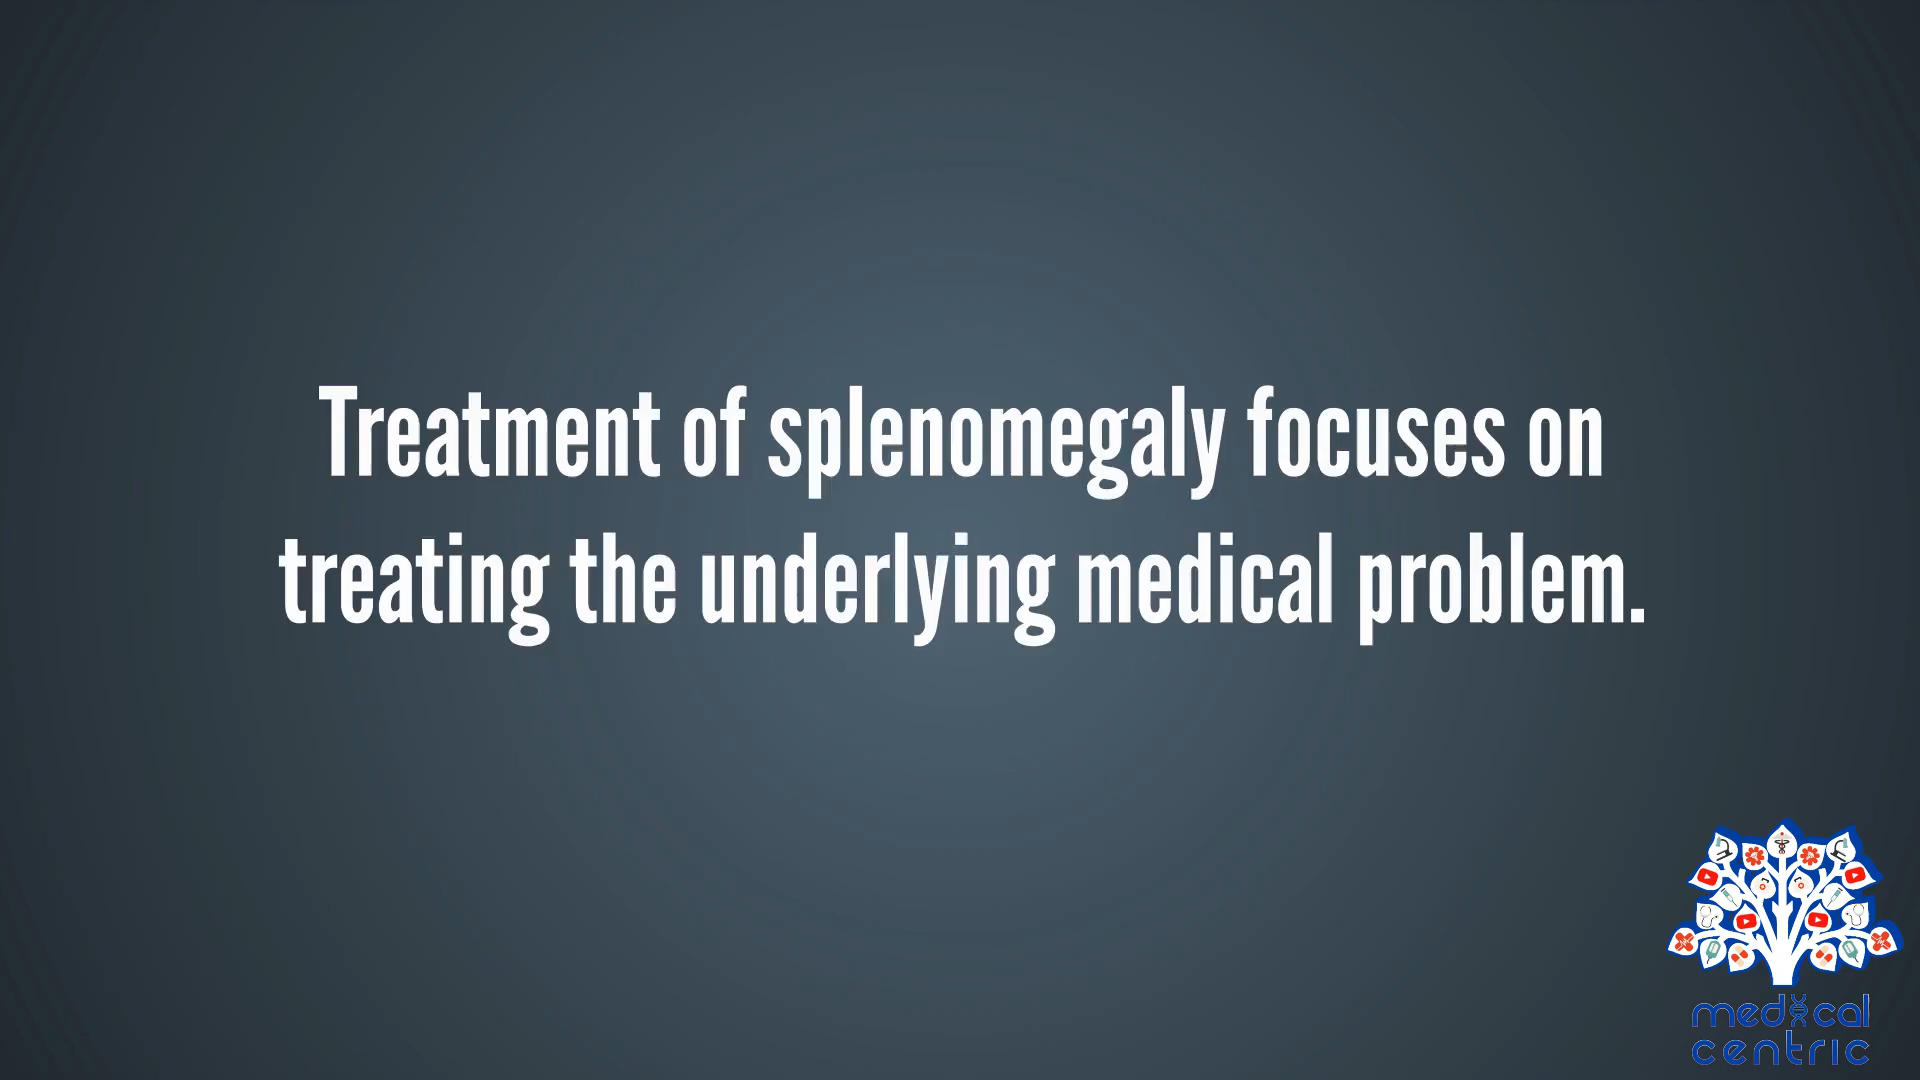 Treatment of splenomegaly focuses on
treating the underlying medical problem.
medical
centric